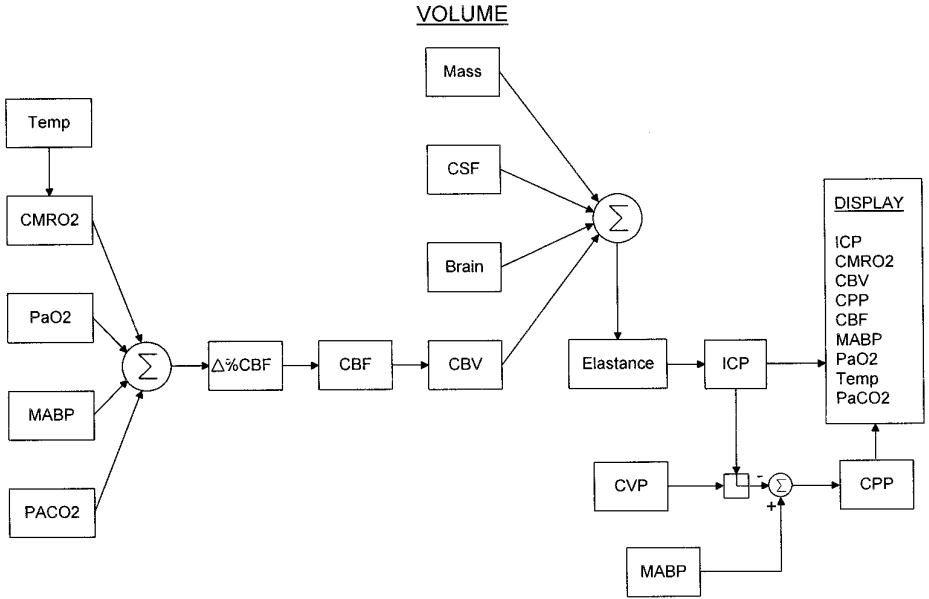 VOLUME
Mass
Temp
CSF
CMRO2
Σ
DISPLAY
Brain
ICP
CMRO2
CBV
CPP
CBF
MABP
PaO2
Temp
PaCO2
PaO2
Σ
Δ%CBF
CBF
CBV
Elastance
ICP
MABP
PACO2
CVP
-
Σ
+
CPP
MABP